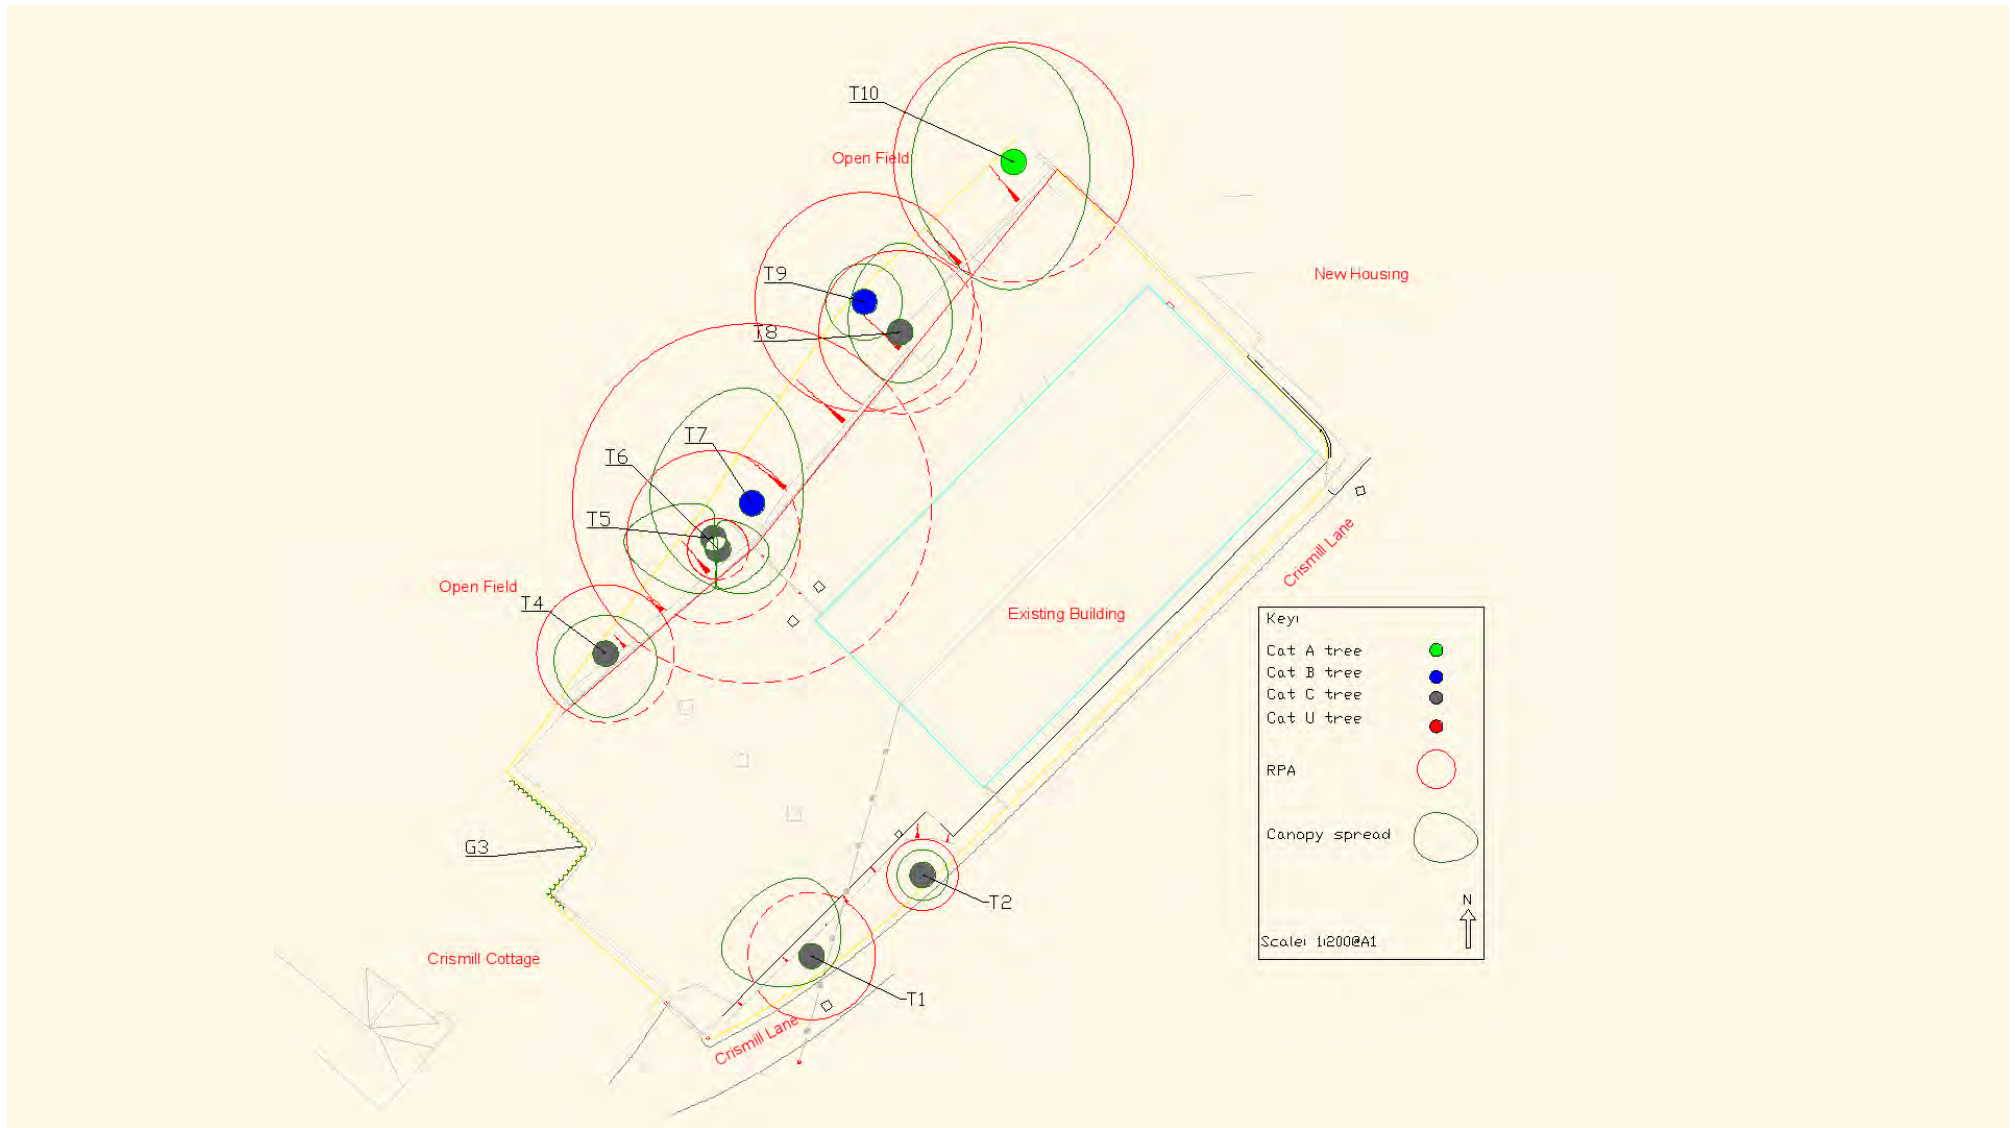 T10
Open Field
T9
New Housing
T8
T7
T6
T5
Crismill Lane
Open Field
T4
Existing Building
Key:
Cat A tree
Cat B tree
Cat C tree
Cat U tree
RPA
Canopy spread
N
Scale: 1:200@A1
G3
T2
Crismill Cottage
T1
Crismill Lane